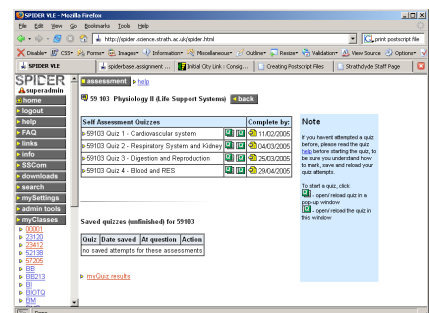 SPIDER VLE - Mozilla Firefox
File Edit View Go Bookmarks Tools Help
http://spider.science.strath.ac.uk/spider.html
print postscript file
Disable CSS Forms Images Information Miscellaneous Outline Resize Validation View Source Options
SPIDER VLE
spiderbase.assignment ...
Initial City Link : Consig...
Creating Postscript Files
Strathclyde Staff Page
SPIDER
superadmin
home
logout
help
FAQ
links
info
SSCom
downloads
search
mySettings
admin tools
myClasses
00001
23120
23412
52138
57205
BB
BB213
BI
BIOTQ
BM
assessment help
59 103 Physiology II (Life Support Systems) back
Self Assessment Quizzes Complete by:
59103 Quiz 1 - Cardiovascular system 11/02/2005
59103 Quiz 2 - Respiratory System and Kidney 04/03/2005
59103 Quiz 3 - Digestion and Reproduction 25/03/2005
59103 Quiz 4 - Blood and RES 29/04/2005
Saved quizzes (unfinished) for 59103
Quiz Date saved At question Action
no saved attempts for these assessments
myQuiz results
Note
If you havent attempted a quiz
before, please read the quiz
help before starting the quiz, to
be sure you understand how
to mark, save and reload your
quiz attempts.
To start a quiz, click
- open/ reload quiz in a
pop-up window
- open/ reload the quiz in
this window